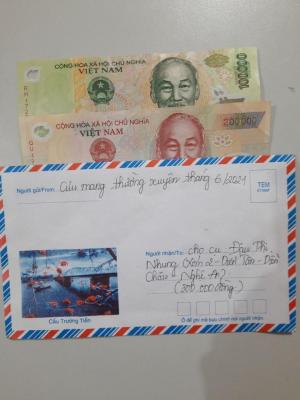 CỘNG HÒA XÃ HỘI CHỦ NGHĨA
VIỆT NAM
100000
CỘNG HÒA XÃ HỘI CHỦ NGHĨA
VIỆT NAM
200000
Người gửi/From: Cưu mang thường xuyên tháng 6/2021
TEM
STAMP
Người nhận/To: cho cụ Đậu Thị
Nhung (Xóm 2 - Diễn Tân - Diễn
Châu - Nghệ An)
(300.000 đồng)
Cầu Trường Tiền
Ô để ghi mã bưu chính nơi người nhận